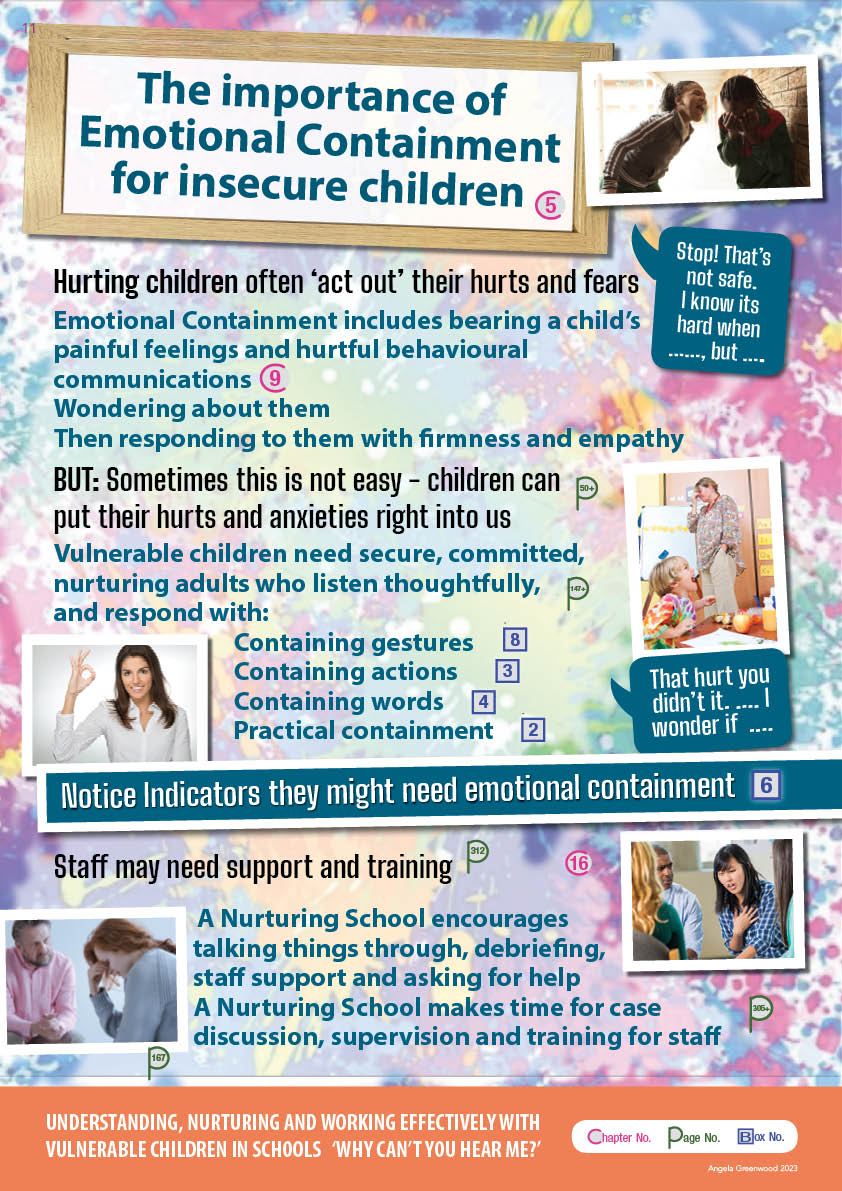 11
The importance of
Emotional Containment
for insecure children 5
Stop! That's
not safe.
I know its
hard when
......, but ....
Hurting children often 'act out' their hurts and fears
Emotional Containment includes bearing a child's
painful feelings and hurtful behavioural
communications 9
Wondering about them
Then responding to them with firmness and empathy
BUT: Sometimes this is not easy - children can
put their hurts and anxieties right into us
P50+
Vulnerable children need secure, committed,
nurturing adults who listen thoughtfully,
and respond with:
P147+
Containing gestures 8
Containing actions 3
Containing words 4
Practical containment 2
That hurt you
didn't it. .... I
wonder if ....
Notice Indicators they might need emotional containment 6
Staff may need support and training P312 16
A Nurturing School encourages
talking things through, debriefing,
staff support and asking for help
A Nurturing School makes time for case
discussion, supervision and training for staff
P305+
P167
UNDERSTANDING, NURTURING AND WORKING EFFECTIVELY WITH
VULNERABLE CHILDREN IN SCHOOLS 'WHY CAN'T YOU HEAR ME?'
Chapter No. Page No. Box No.
Angela Greenwood 2023